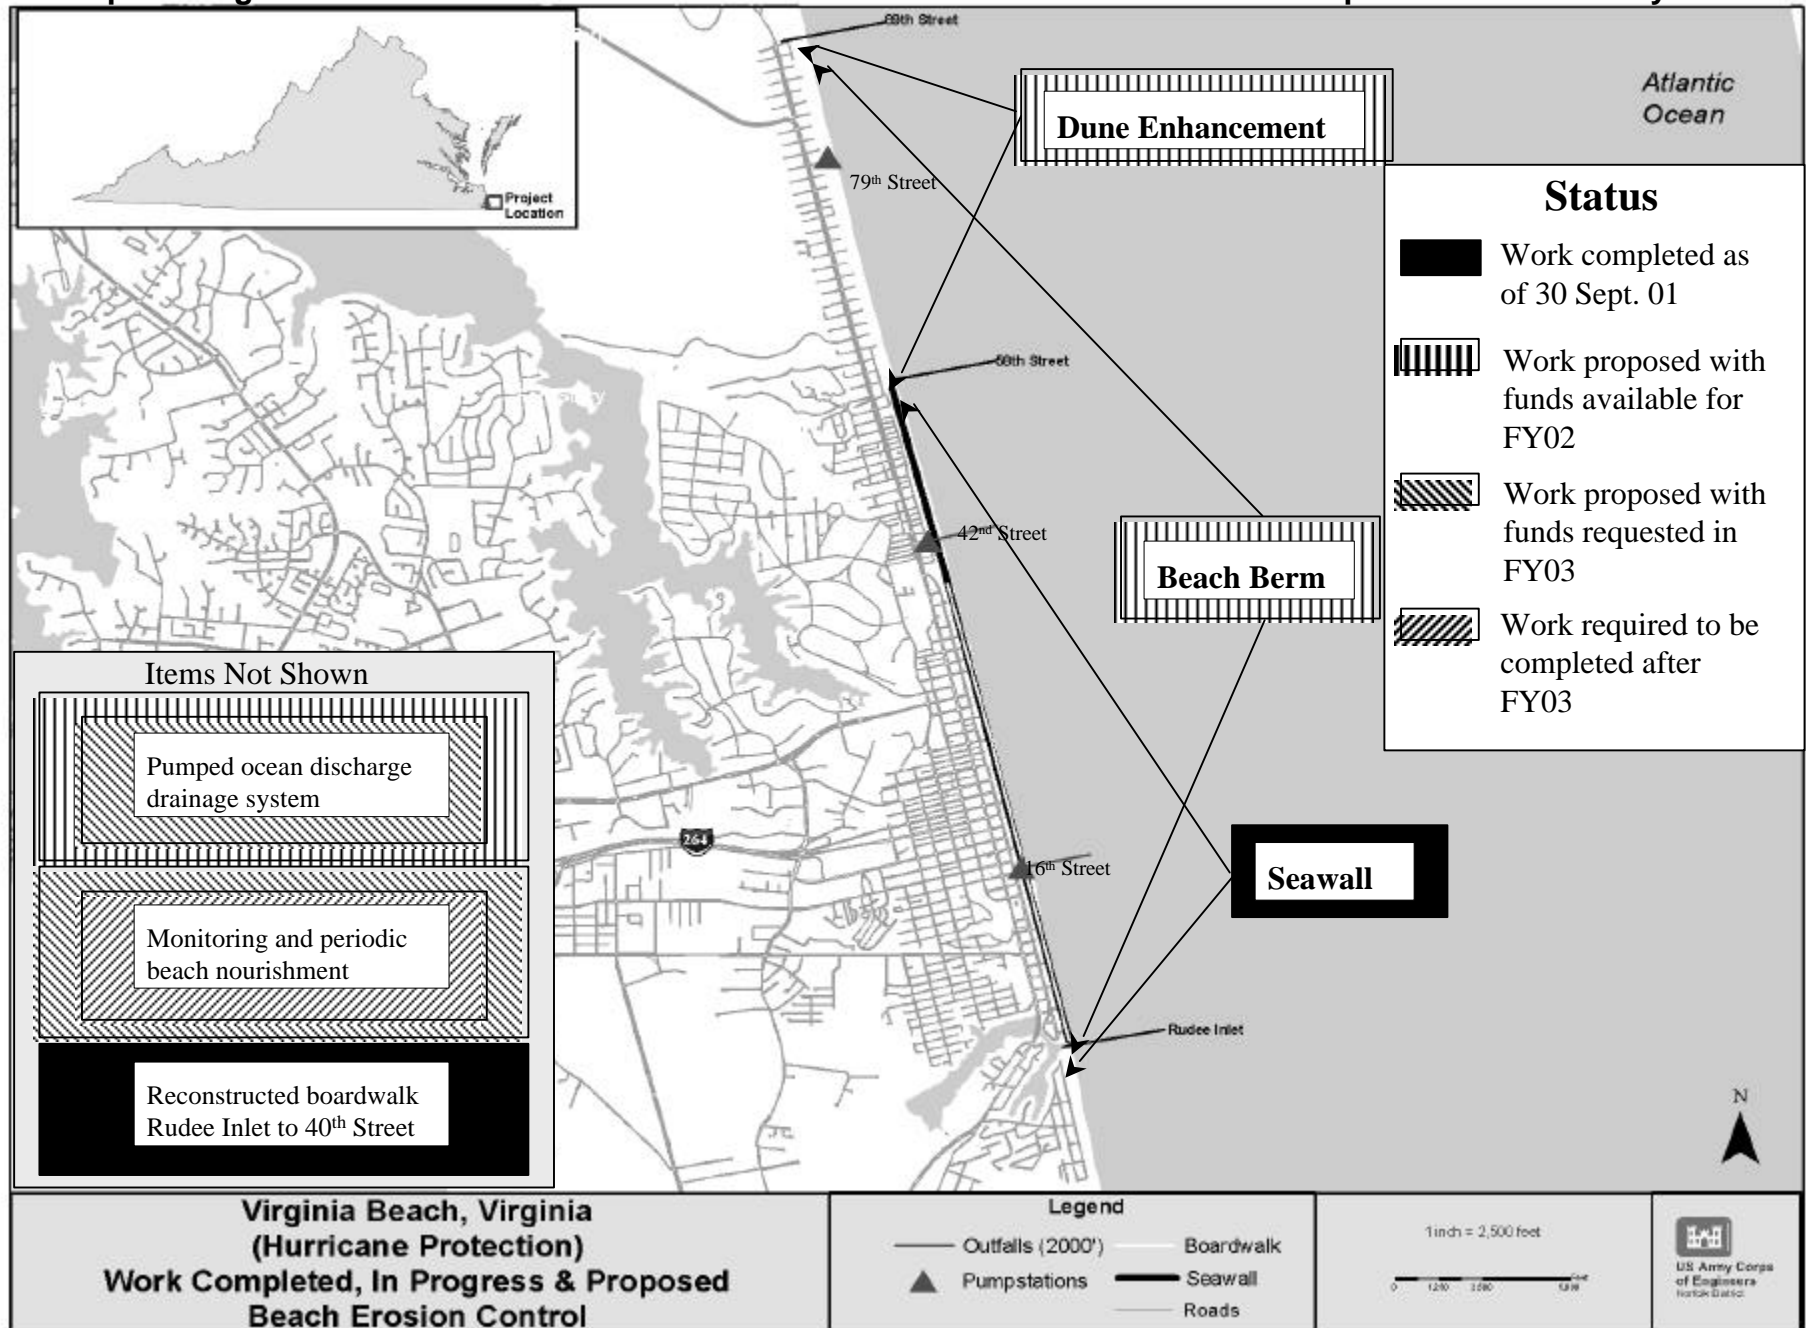 89th Street
Atlantic
Ocean
Project
Location
Dune Enhancement
79th Street
Status
Work completed as
of 30 Sept. 01
Work proposed with
funds available for
FY02
Work proposed with
funds requested in
FY03
Work required to be
completed after
FY03
58th Street
42nd Street
Beach Berm
Items Not Shown
Pumped ocean discharge
drainage system
Monitoring and periodic
beach nourishment
Reconstructed boardwalk
Rudee Inlet to 40th Street
264
16th Street
Seawall
Rudee Inlet
N
Virginia Beach, Virginia
(Hurricane Protection)
Work Completed, In Progress & Proposed
Beach Erosion Control
Legend
Outfalls (2000')
Boardwalk
Pumpstations
Seawall
Roads
1 inch = 2,500 feet
0
US Army Corps
of Engineers
Norfolk District